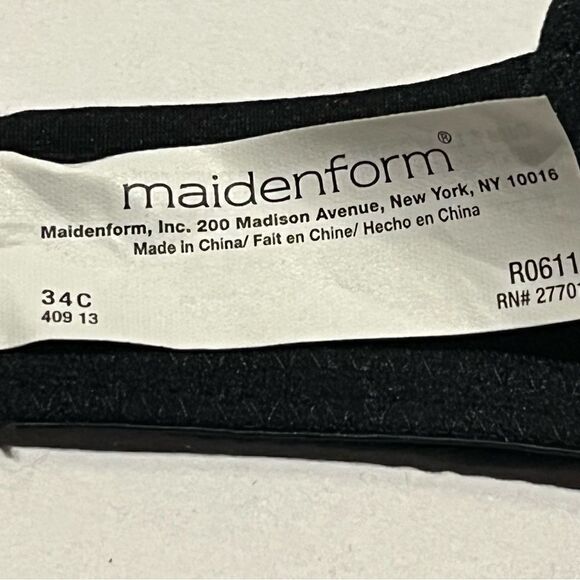 maidenform®
Maidenform, Inc. 200 Madison Avenue, New York, NY 10016
Made in China/ Fait en Chine/ Hecho en China
34C
409 13
R0611
RN# 27701